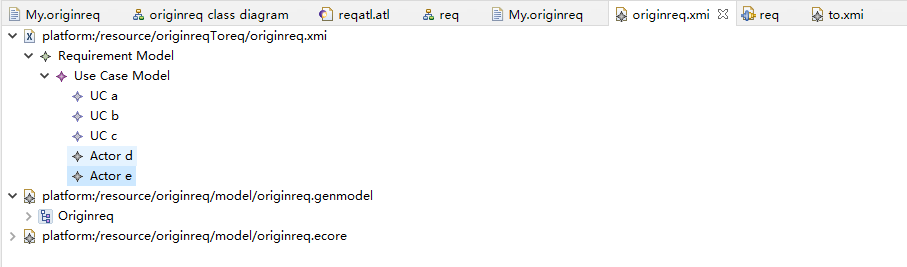 My.originreq originreq class diagram reqatl.atl req My.originreq originreq.xmi req to.xmi
platform:/resource/originreqToreq/originreq.xmi
Requirement Model
Use Case Model
UC a
UC b
UC c
Actor d
Actor e
platform:/resource/originreq/model/originreq.genmodel
Originreq
platform:/resource/originreq/model/originreq.ecore